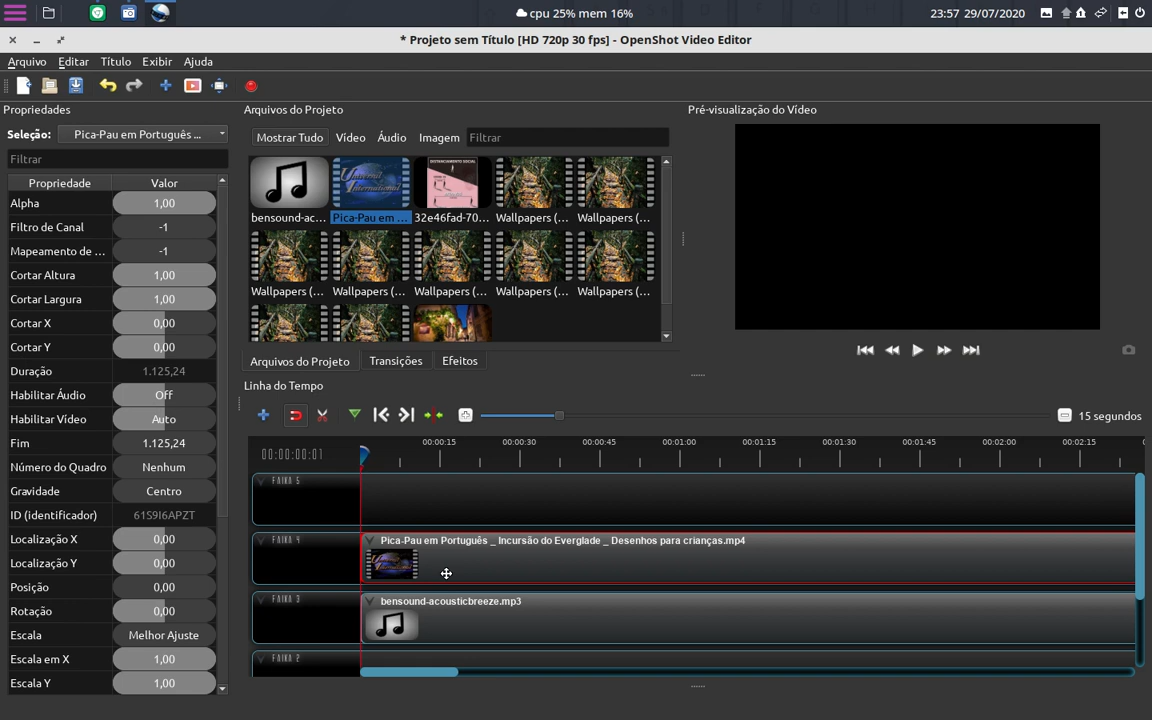 cpu 25% mem 16%
23:57 29/07/2020
* Projeto sem Título [HD 720p 30 fps] - OpenShot Video Editor
Arquivo Editar Título Exibir Ajuda
Propriedades
Seleção: Pica-Pau em Português ...
Filtrar
Propriedade Valor
Alpha 1,00
Filtro de Canal -1
Mapeamento de ... -1
Cortar Altura 1,00
Cortar Largura 1,00
Cortar X 0,00
Cortar Y 0,00
Duração 1.125,24
Habilitar Áudio Off
Habilitar Vídeo Auto
Fim 1.125,24
Número do Quadro Nenhum
Gravidade Centro
ID (identificador) 61S9I6APZT
Localização X 0,00
Localização Y 0,00
Posição 0,00
Rotação 0,00
Escala Melhor Ajuste
Escala em X 1,00
Escala Y 1,00
Arquivos do Projeto
Mostrar Tudo Vídeo Áudio Imagem Filtrar
Universal International
DISTANCIAMENTO SOCIAL
bensound-ac... Pica-Pau em ... 32e46fad-70... Wallpapers (... Wallpapers (...
Wallpapers (... Wallpapers (... Wallpapers (... Wallpapers (... Wallpapers (...
Arquivos do Projeto Transições Efeitos
Pré-visualização do Vídeo
Linha do Tempo
15 segundos
00:00:00:01
00:00:15 00:00:30 00:00:45 00:01:00 00:01:15 00:01:30 00:01:45 00:02:00 00:02:15
FAIXA 5
FAIXA 4
Pica-Pau em Português _ Incursão do Everglade _ Desenhos para crianças.mp4
FAIXA 3
bensound-acousticbreeze.mp3
FAIXA 2